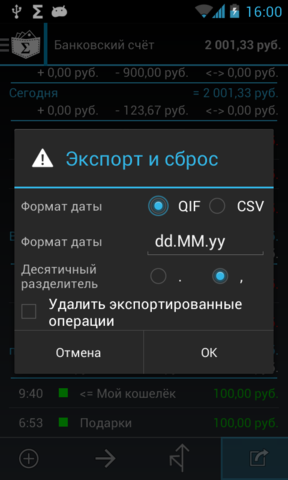 16:00
Банковский счёт 2 001,33 руб.
+ 0,00 руб. - 900,00 руб. <-> 0,00 руб.
Сегодня = 2 001,33 руб.
+ 0,00 руб. - 123,67 руб. <-> 0,00 руб.
Экспорт и сброс
Формат даты QIF CSV
Формат даты dd.MM.yy
Десятичный
разделитель . ,
Удалить экспортированные
операции
Отмена OK
9:40 <= Мой кошелёк 100,00 руб.
6:53 Подарки 100,00 руб.